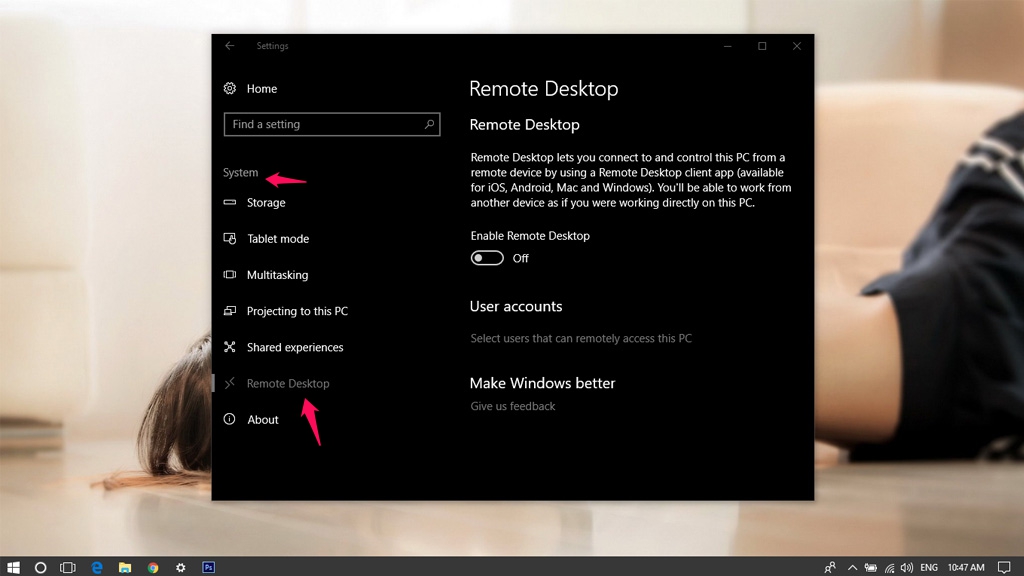 Settings
Home
Find a setting
System
Storage
Tablet mode
Multitasking
Projecting to this PC
Shared experiences
Remote Desktop
About
Remote Desktop
Remote Desktop
Remote Desktop lets you connect to and control this PC from a
remote device by using a Remote Desktop client app (available
for iOS, Android, Mac and Windows). You'll be able to work from
another device as if you were working directly on this PC.
Enable Remote Desktop
Off
User accounts
Select users that can remotely access this PC
Make Windows better
Give us feedback
Ps
ENG
10:47 AM